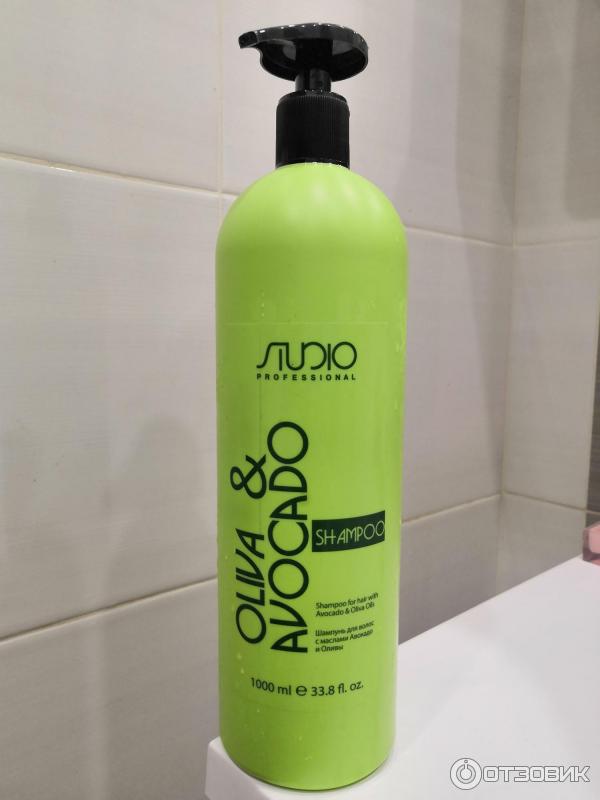 STUDIO
PROFESSIONAL
OLIVA &
AVOCADO
SHAMPOO
Shampoo for hair with
Avocado & Oliva Oils
Шампунь для волос
с маслами Авокадо
и Оливы
1000 ml ℮ 33.8 fl. oz.
ОТЗОВИК